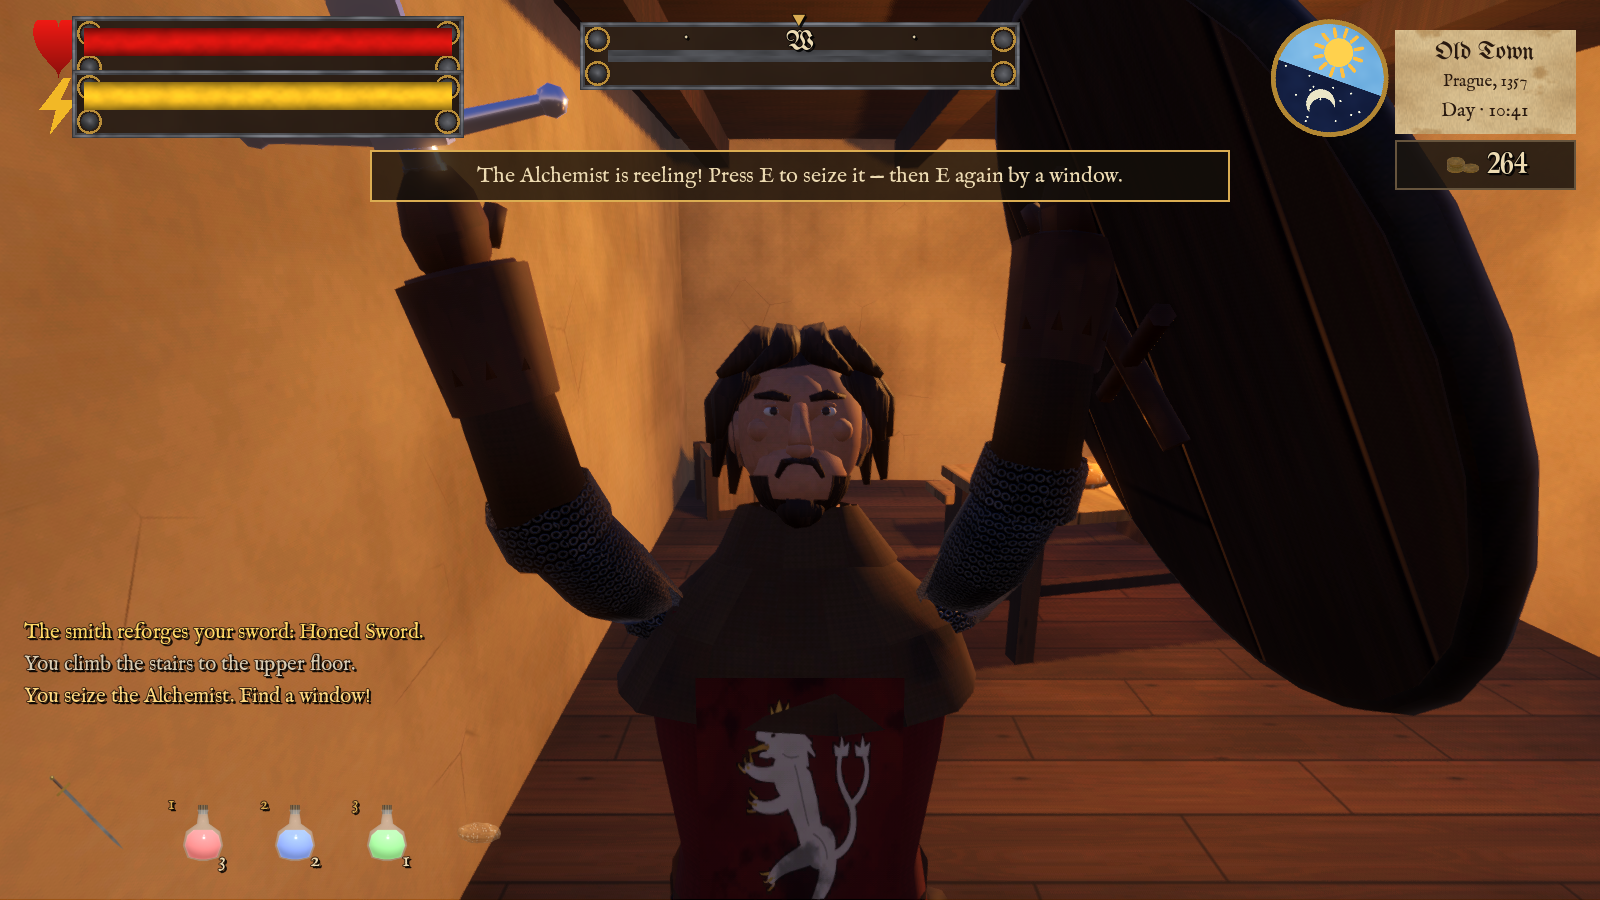 W
Old Town
Prague, 1357
Day · 10:41
264
The Alchemist is reeling! Press E to seize it – then E again by a window.
The smith reforges your sword: Honed Sword.
You climb the stairs to the upper floor.
You seize the Alchemist. Find a window!
1 2 3
3 2 1